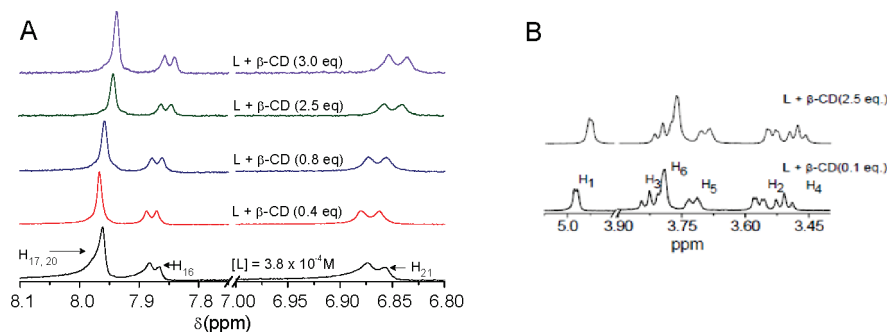 A
L + β-CD (3.0 eq)
L + β-CD (2.5 eq)
L + β-CD (0.8 eq)
L + β-CD (0.4 eq)
H17, 20
H16
[L] = 3.8 x 10-4M
H21
8.1 8.0 7.9 7.00 6.95 6.90 6.85 6.80
δ(ppm)
B
L + β-CD(2.5 eq.)
L + β-CD(0.1 eq.)
H1
H3
H6
H5
H2
H4
5.0 3.90 3.75 3.60 3.45
ppm